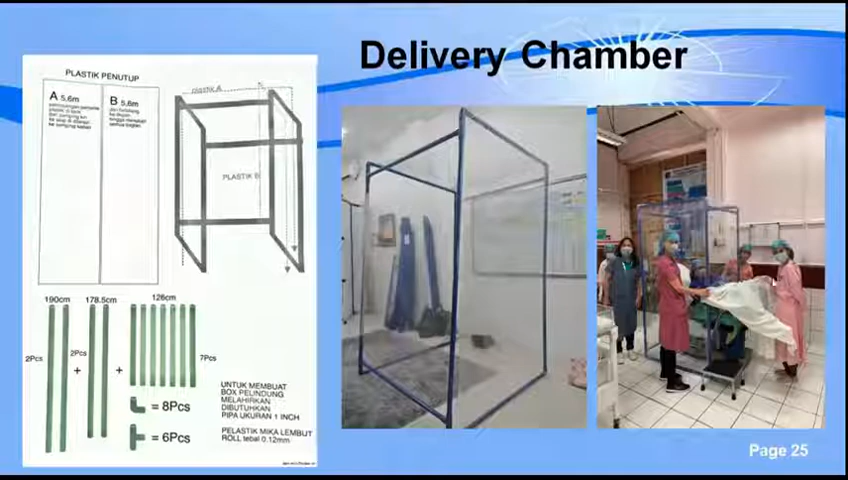 Delivery Chamber
PLASTIK PENUTUP
A 5,6m
B 5,6m
plastik A
PLASTIK B
190cm
178.5cm
126cm
2Pcs
+
2Pcs
+
7Pcs
= 8Pcs
= 6Pcs
UNTUK MEMBUAT
BOX PELINDUNG
MELAHIRKAN
DIBUTUHKAN
PIPA UKURAN 1 INCH
PELASTIK MIKA LEMBUT
ROLL tebal 0.12mm
Page 25